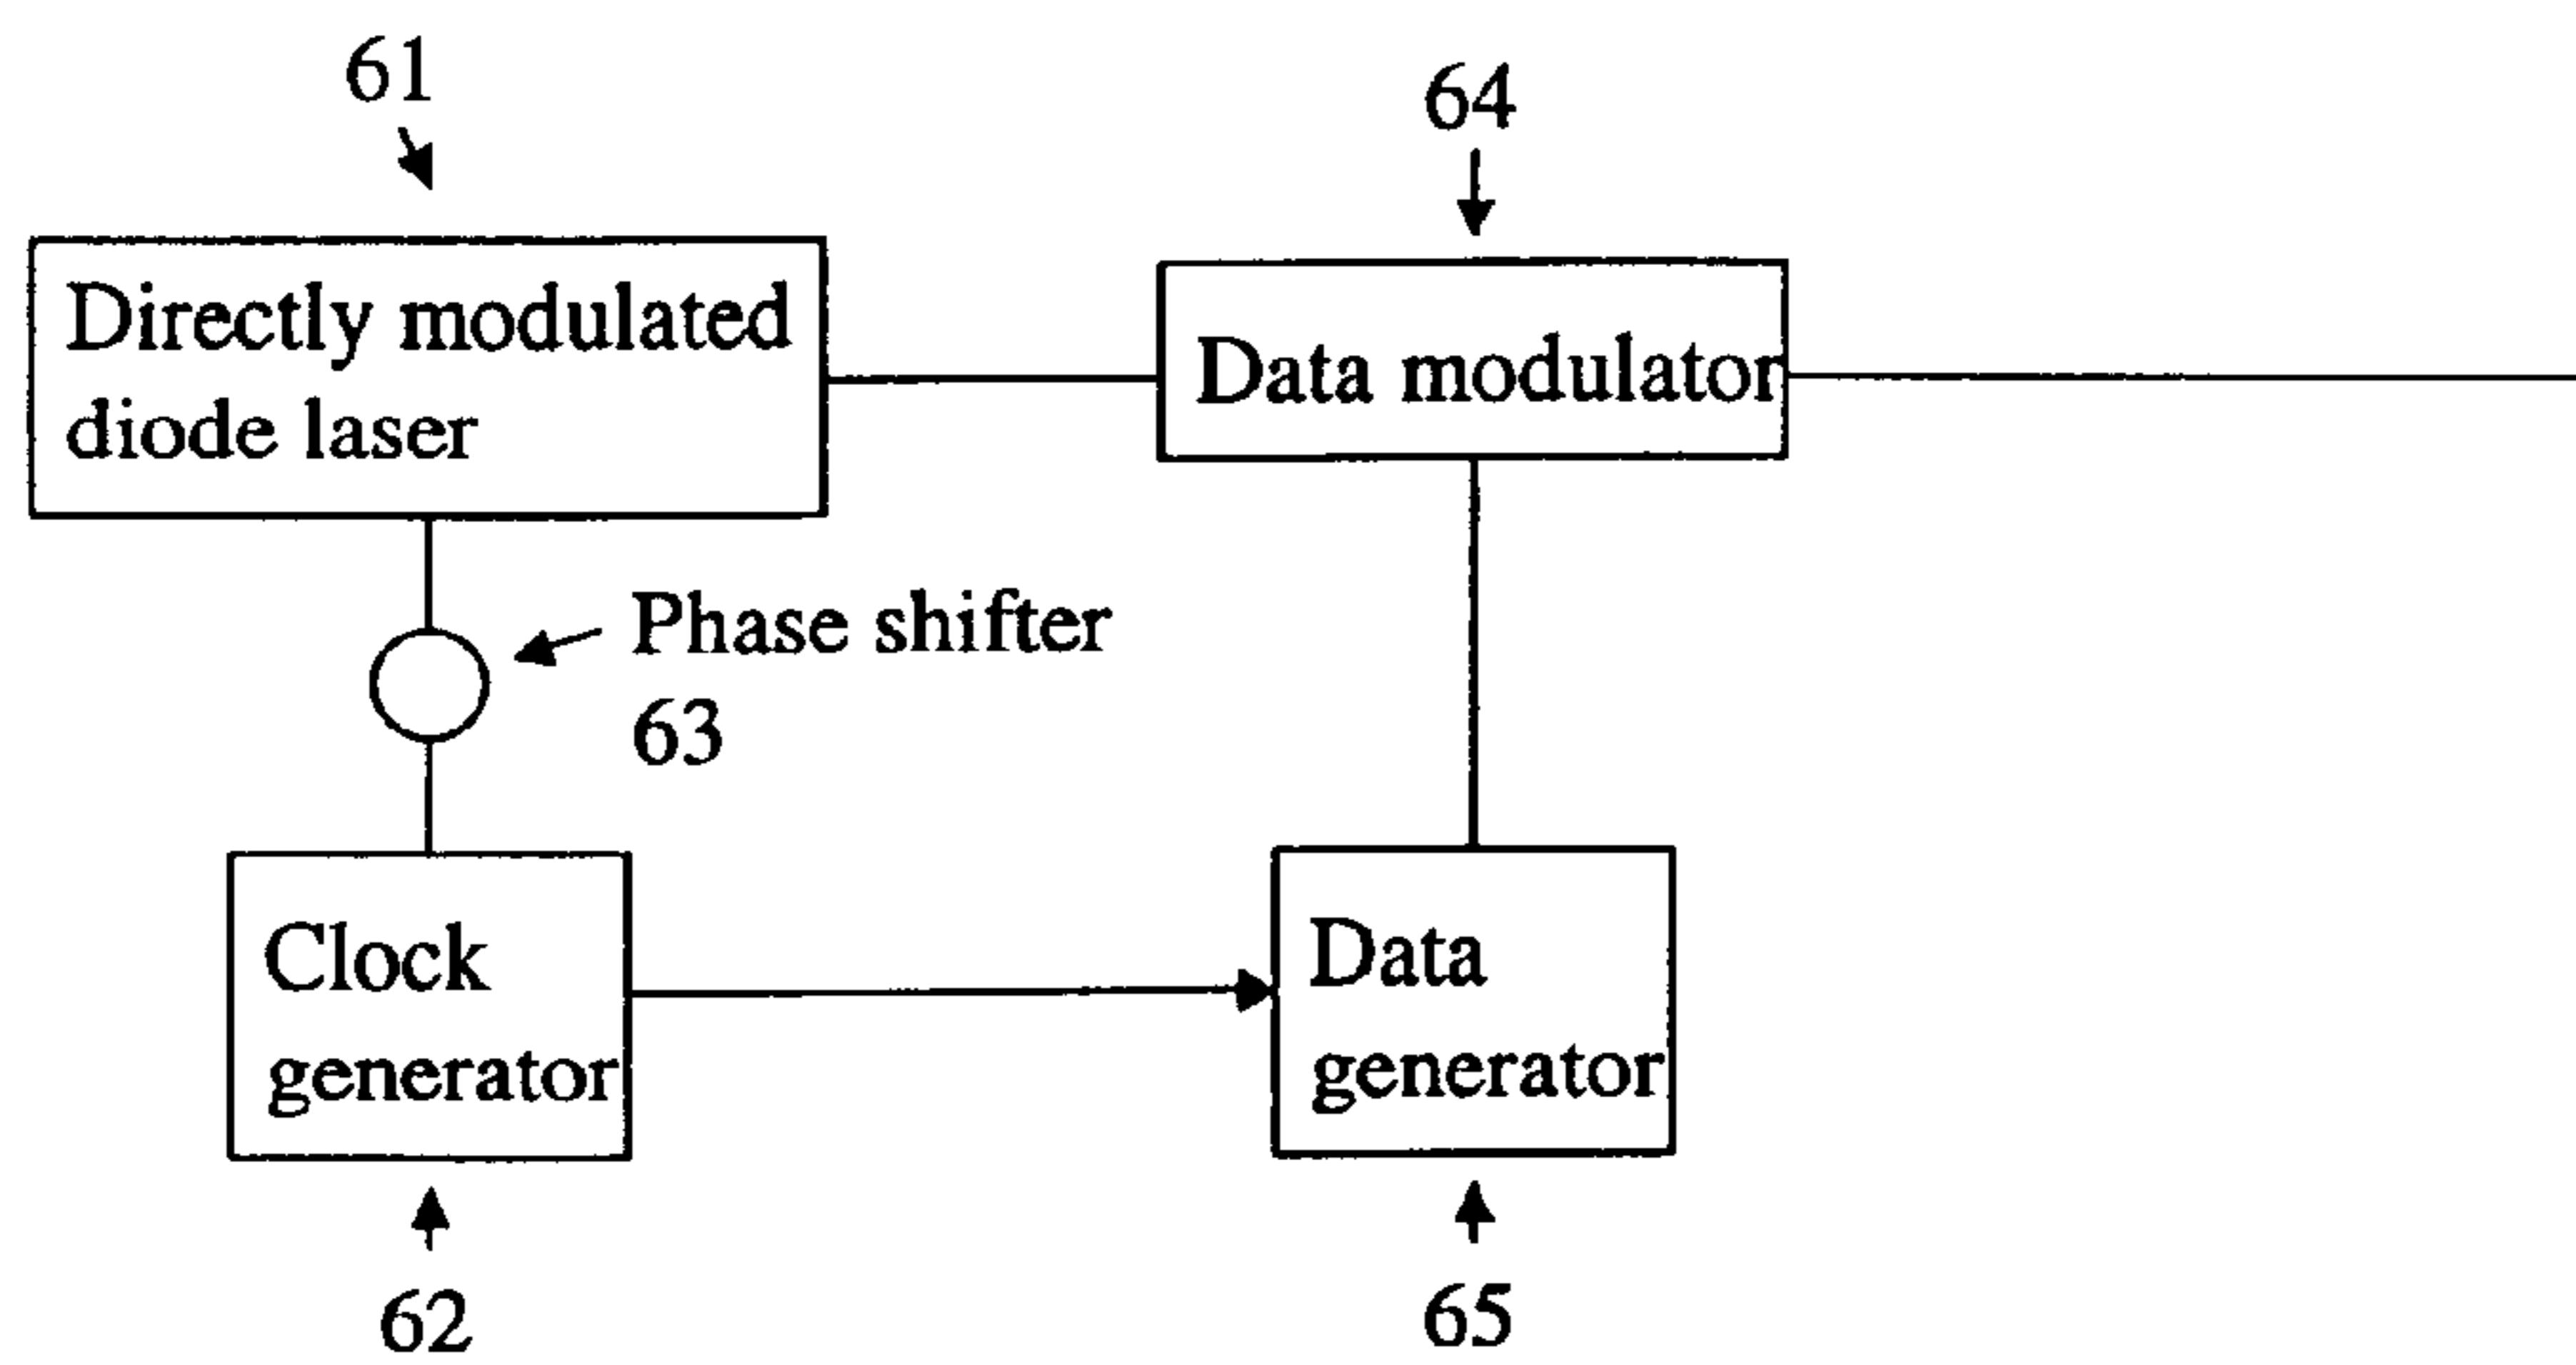 61
64
Directly modulated
diode laser
Data modulator
Phase shifter
63
Clock
generator
Data
generator
62
65